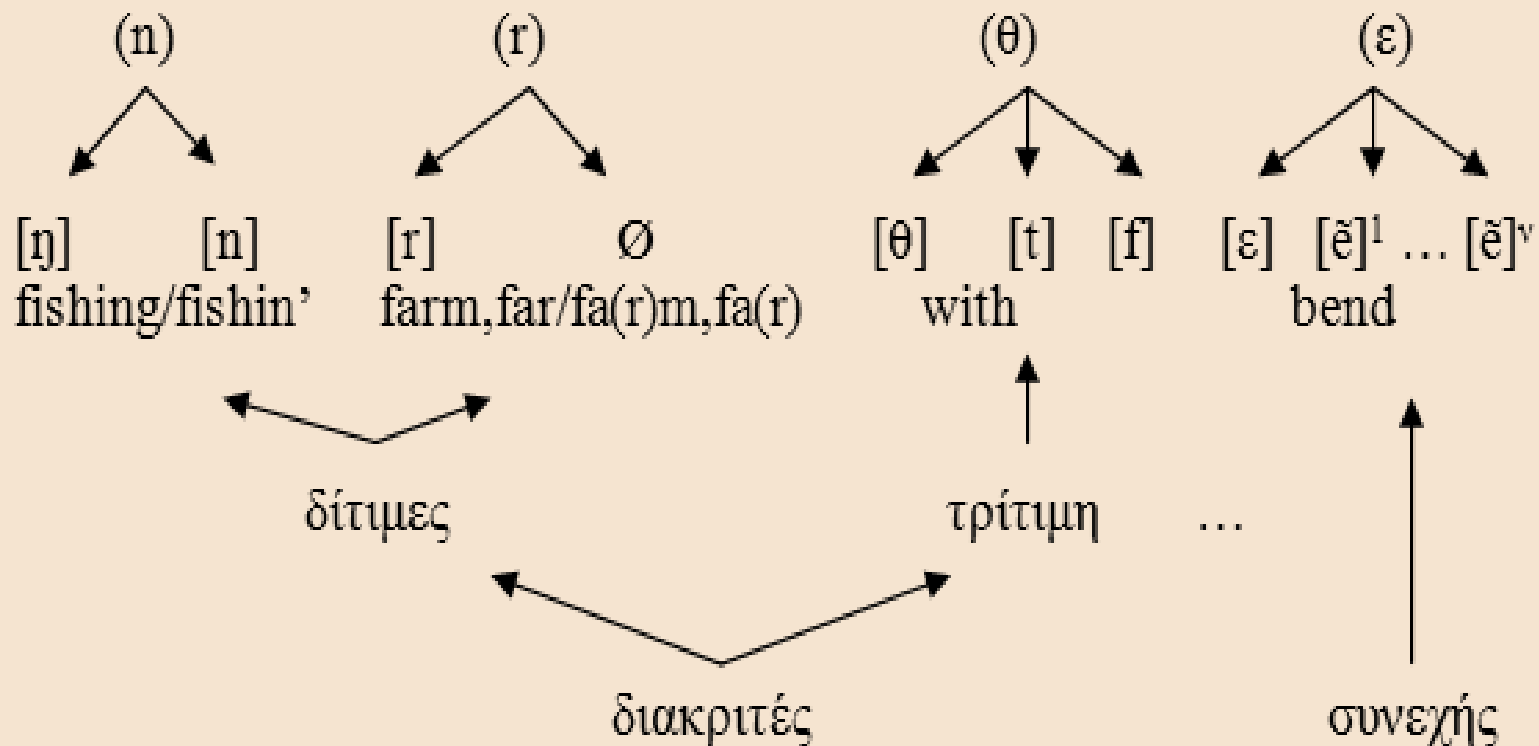 (n) (r) (θ) (ε)
[ŋ] [n] [r] Ø [θ] [t] [f] [ε] [ẽ]¹ … [ẽ]ᵛ
fishing/fishin’ farm,far/fa(r)m,fa(r) with bend
δίτιμες τρίτιμη …
διακριτές συνεχής